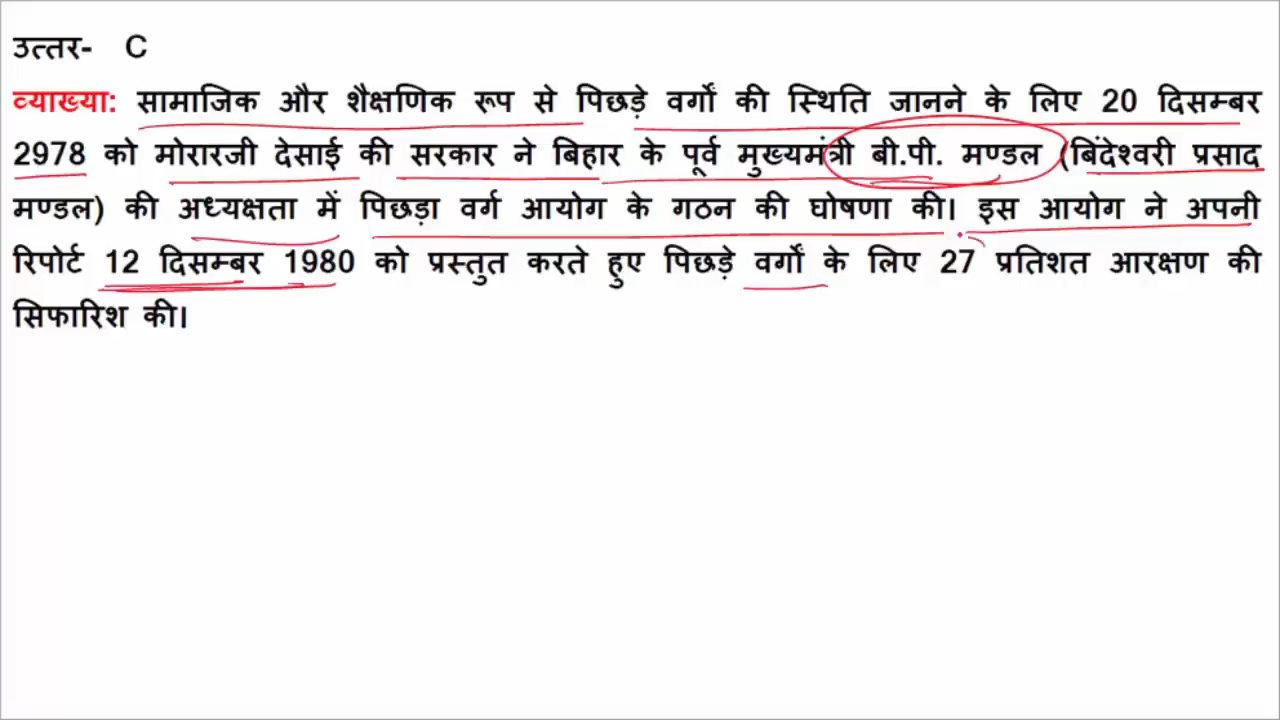 उत्तर- C
व्याख्या: सामाजिक और शैक्षणिक रूप से पिछड़े वर्गों की स्थिति जानने के लिए 20 दिसम्बर
2978 को मोरारजी देसाई की सरकार ने बिहार के पूर्व मुख्यमंत्री बी.पी. मण्डल (बिंदेश्वरी प्रसाद
मण्डल) की अध्यक्षता में पिछड़ा वर्ग आयोग के गठन की घोषणा की। इस आयोग ने अपनी
रिपोर्ट 12 दिसम्बर 1980 को प्रस्तुत करते हुए पिछड़े वर्गों के लिए 27 प्रतिशत आरक्षण की
सिफारिश की।